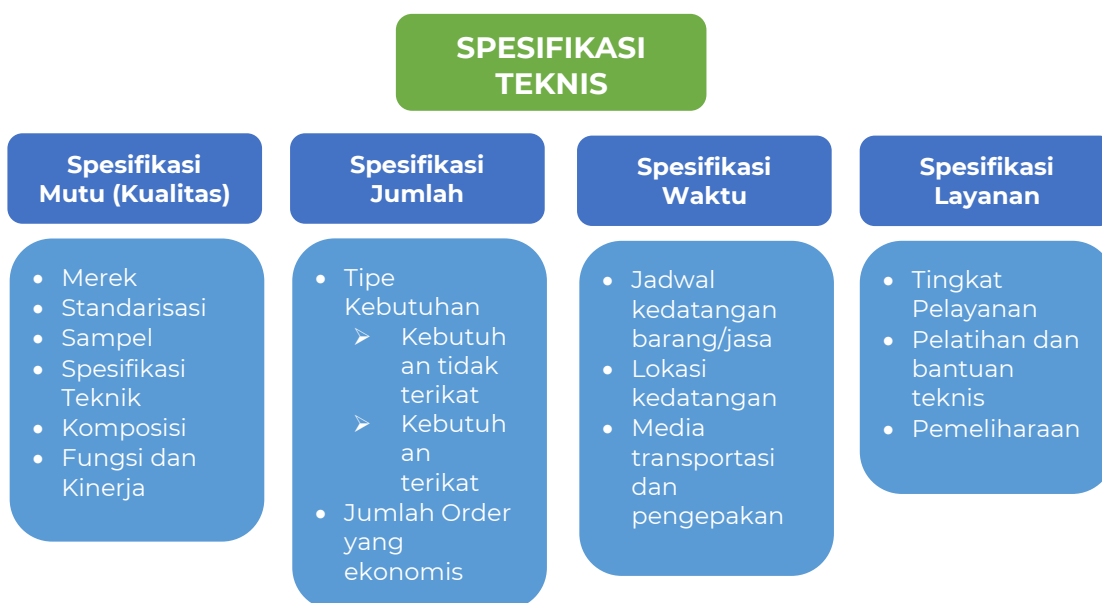 SPESIFIKASI
TEKNIS
Spesifikasi
Mutu (Kualitas)
• Merek
• Standarisasi
• Sampel
• Spesifikasi
Teknik
• Komposisi
• Fungsi dan
Kinerja
Spesifikasi
Jumlah
• Tipe
Kebutuhan
➢ Kebutuh
an tidak
terikat
➢ Kebutuh
an
terikat
• Jumlah Order
yang
ekonomis
Spesifikasi
Waktu
• Jadwal
kedatangan
barang/jasa
• Lokasi
kedatangan
• Media
transportasi
dan
pengepakan
Spesifikasi
Layanan
• Tingkat
Pelayanan
• Pelatihan dan
bantuan
teknis
• Pemeliharaan